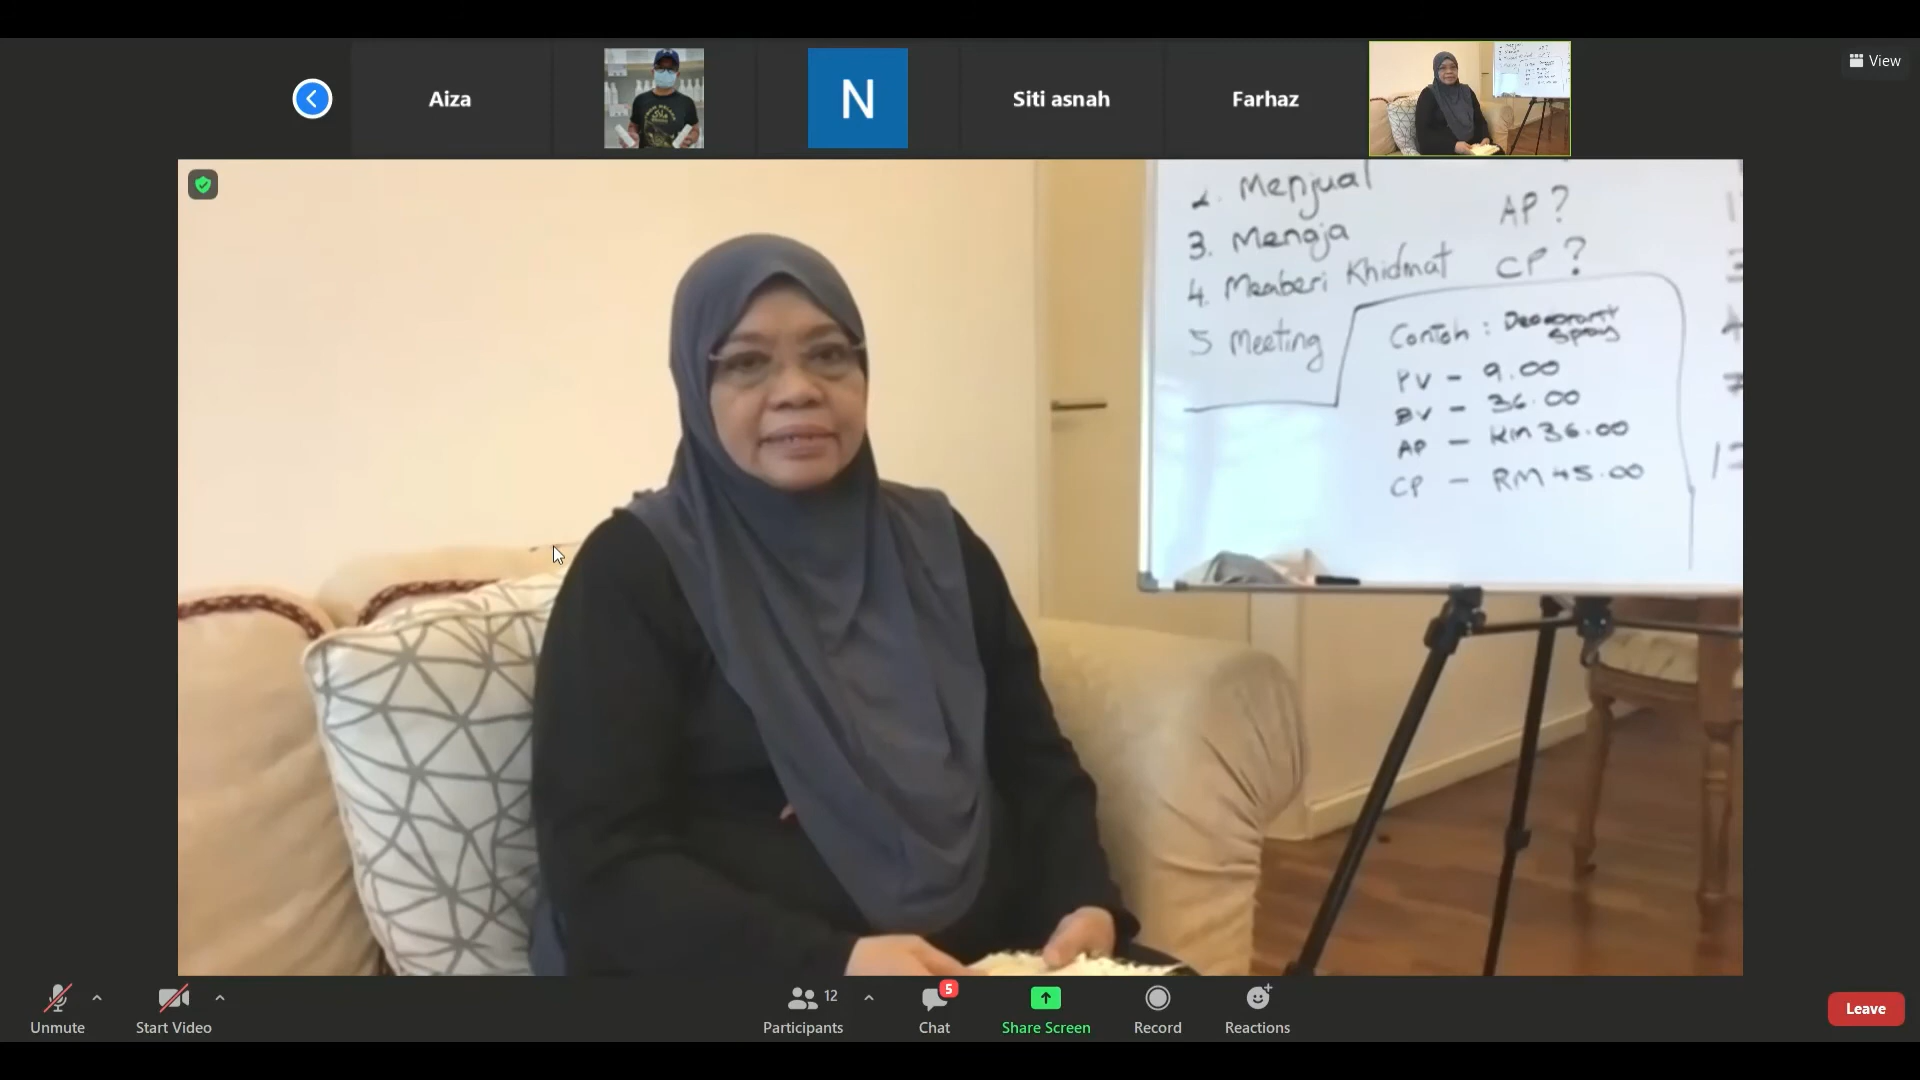 View
Aiza
N
Siti asnah
Farhaz
2. Menjual
AP?
3. Mengja
CP?
4. Memberi Khidmat
5 Meeting
Contoh : Deodorant
Spray
PV - 9.00
BV - 36.00
AP - RM 36.00
CP - RM 45.00
Unmute
Start Video
Participants
12
Chat
5
Share Screen
Record
Reactions
Leave